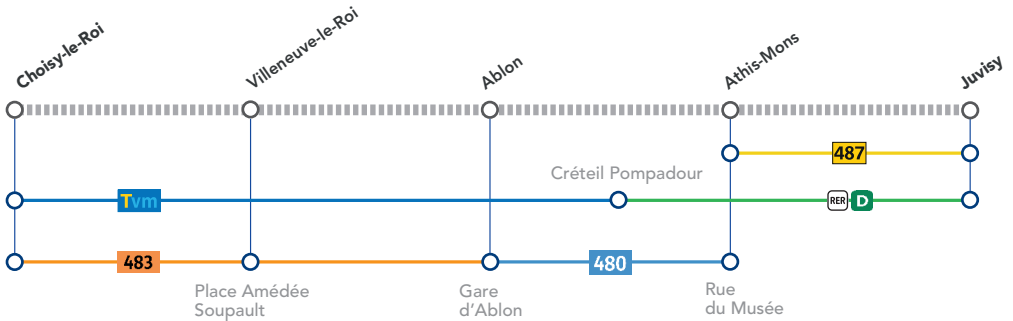 Choisy-le-Roi
Villeneuve-le-Roi
Ablon
Athis-Mons
Juvisy
487
Créteil Pompadour
Tvm
RER D
483
480
Place Amédée
Soupault
Gare
d'Ablon
Rue
du Musée